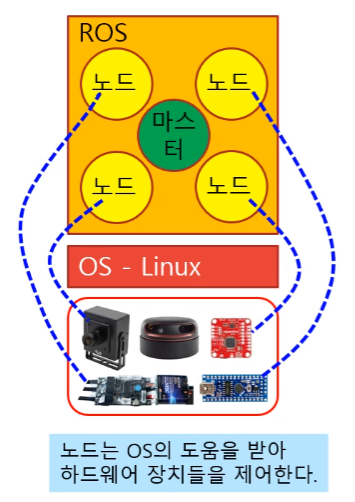 ROS
노드
노드
마스
터
노드
노드
OS - Linux
노드는 OS의 도움을 받아
하드웨어 장치들을 제어한다.